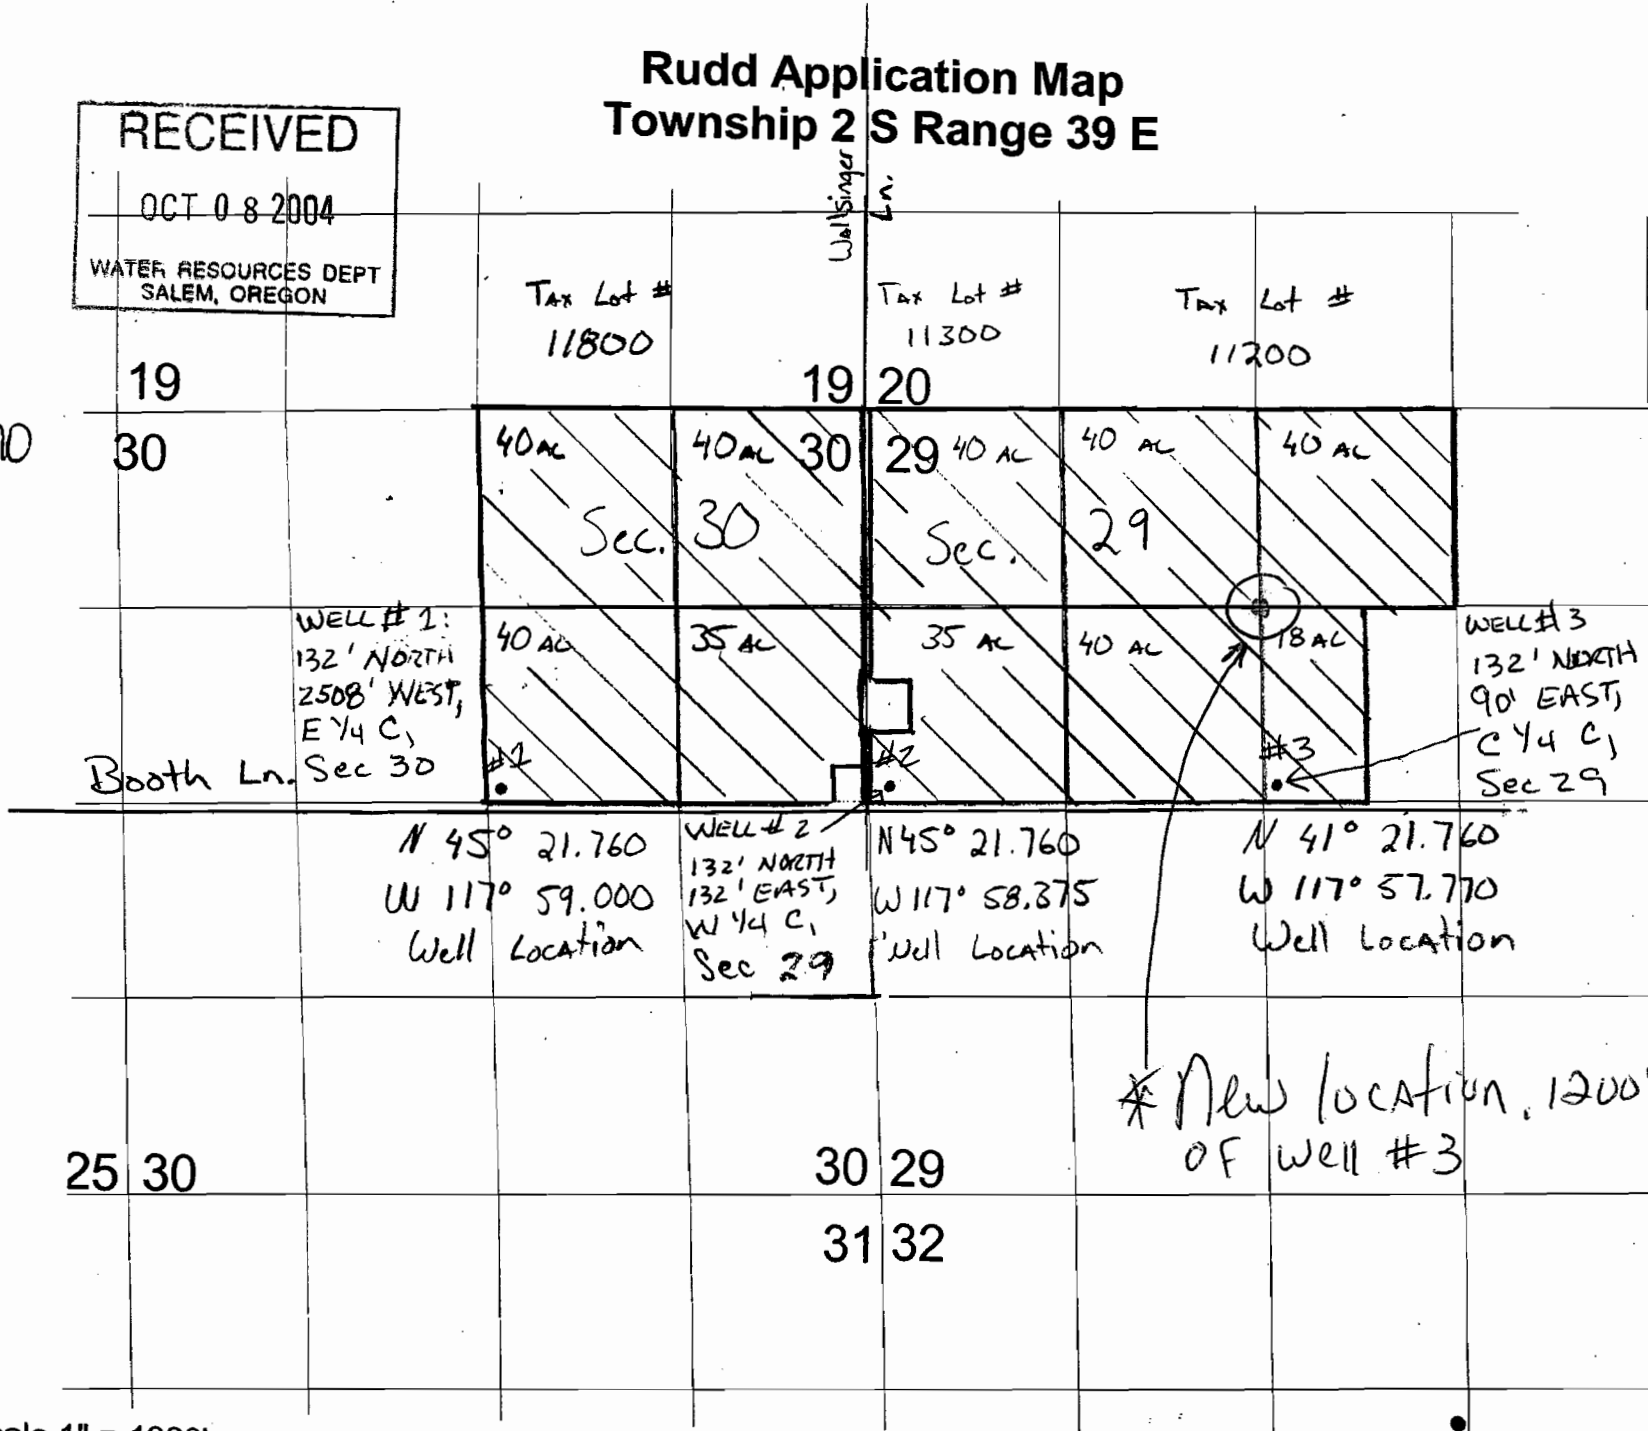 Rudd Application Map
Township 2 S Range 39 E
RECEIVED
OCT 08 2004
WATER RESOURCES DEPT
SALEM, OREGON
Wallsinger
Ln.
Tax Lot #
11800
Tax Lot #
11300
Tax Lot #
11200
19
19 20
30
40 AC
40 AC
30
29
40 AC
40 AC
40 AC
Sec. 30
Sec. 29
WELL # 1:
132' NORTH
2508' WEST,
E 1/4 C,
Sec 30
40 AC
35 AC
35 AC
40 AC
18 AC
WELL #3
132' NORTH
90' EAST,
C 1/4 C,
Sec 29
Booth Ln.
#1
#2
#3
N 45° 21.760
W 117° 59.000
Well Location
WELL # 2
132' NORTH
132' EAST,
W 1/4 C,
Sec 29
N 45° 21.760
W 117° 58.375
Well Location
N 41° 21.760
W 117° 57.770
Well Location
* New location, 1200'
of well #3
25 30
30 29
31 32